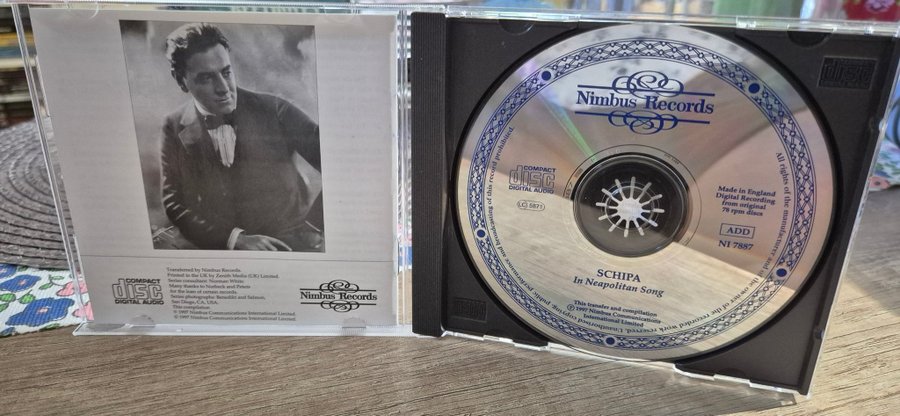 Transferred by Nimbus Records.
Printed in the UK by Zenith Media (UK) Limited.
Series consultant: Norman White.
Many thanks to Norbeck and Peters
for the loan of certain records.
Series photographs: Benedikt and Salmon,
San Diego, CA, USA.
This compilation
℗ 1997 Nimbus Communications International Limited.
© 1997 Nimbus Communications International Limited.
COMPACT
disc
DIGITAL AUDIO
Nimbus Records
Nimbus Records
COMPACT
disc
DIGITAL AUDIO
LC 5871
Made in England
Digital Recording
from original
78 rpm discs
ADD
NI 7887
SCHIPA
In Neapolitan Song
This transfer and compilation
℗ 1997 Nimbus Communications
International Limited
All rights of the manufacturer and
the owner of the recorded work reserved. Unauthorised copying, public performance and broadcasting of this record prohibited.
disc